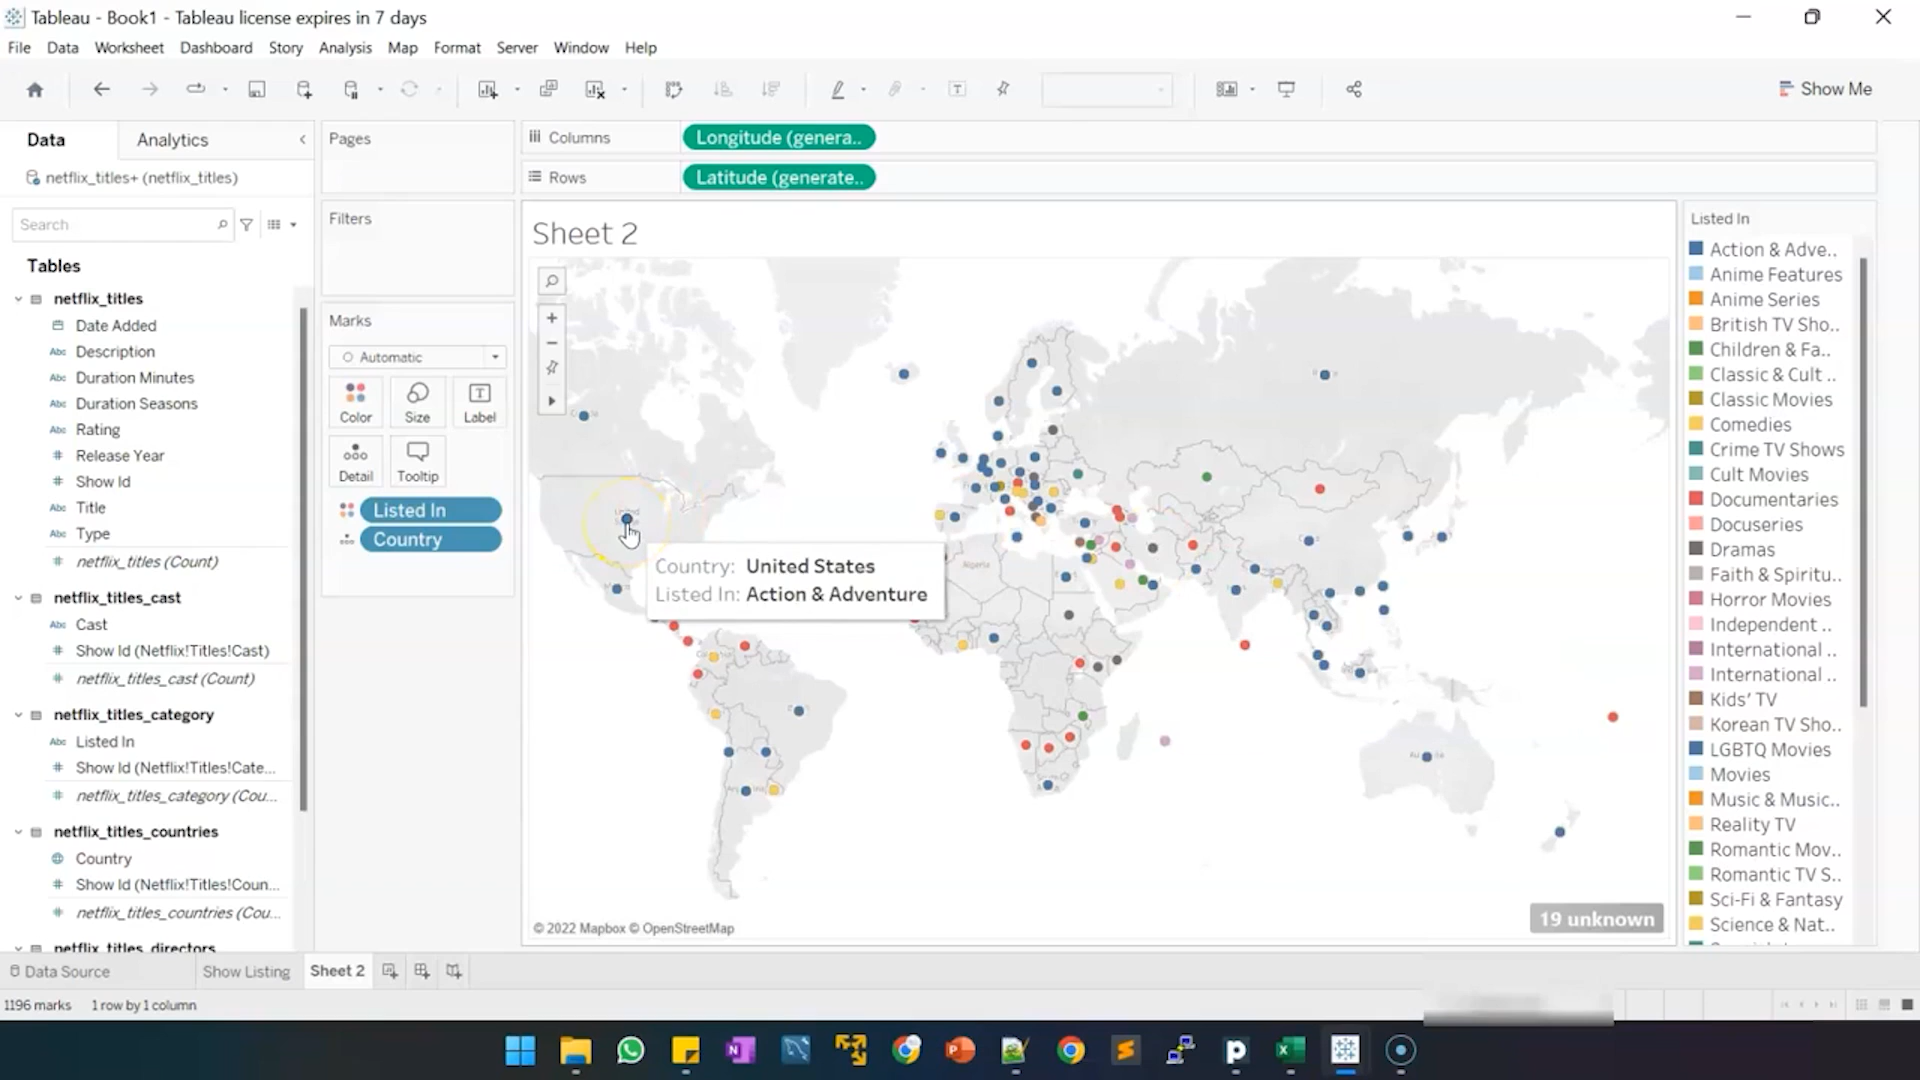 Tableau - Book1 - Tableau license expires in 7 days
File Data Worksheet Dashboard Story Analysis Map Format Server Window Help
Show Me
Data Analytics
netflix_titles+ (netflix_titles)
Search
Tables
netflix_titles
Date Added
Abc Description
Abc Duration Minutes
Abc Duration Seasons
Abc Rating
# Release Year
# Show Id
Abc Title
Abc Type
# netflix_titles (Count)
netflix_titles_cast
Abc Cast
# Show Id (Netflix!Titles!Cast)
# netflix_titles_cast (Count)
netflix_titles_category
Abc Listed In
# Show Id (Netflix!Titles!Cate...
# netflix_titles_category (Cou...
netflix_titles_countries
Country
# Show Id (Netflix!Titles!Coun...
# netflix_titles_countries (Cou...
netflix_titles_directors
Pages
Filters
Marks
Automatic
Color Size Label
Detail Tooltip
Listed In
Country
Columns Longitude (genera..
Rows Latitude (generate..
Sheet 2
Algeria
Country: United States
Listed In: Action & Adventure
© 2022 Mapbox © OpenStreetMap
19 unknown
Listed In
Action & Adve..
Anime Features
Anime Series
British TV Sho..
Children & Fa..
Classic & Cult ..
Classic Movies
Comedies
Crime TV Shows
Cult Movies
Documentaries
Docuseries
Dramas
Faith & Spiritu..
Horror Movies
Independent ..
International ..
International ..
Kids' TV
Korean TV Sho..
LGBTQ Movies
Movies
Music & Music..
Reality TV
Romantic Mov..
Romantic TV S..
Sci-Fi & Fantasy
Science & Nat..
Data Source Show Listing Sheet 2
1196 marks 1 row by 1 column